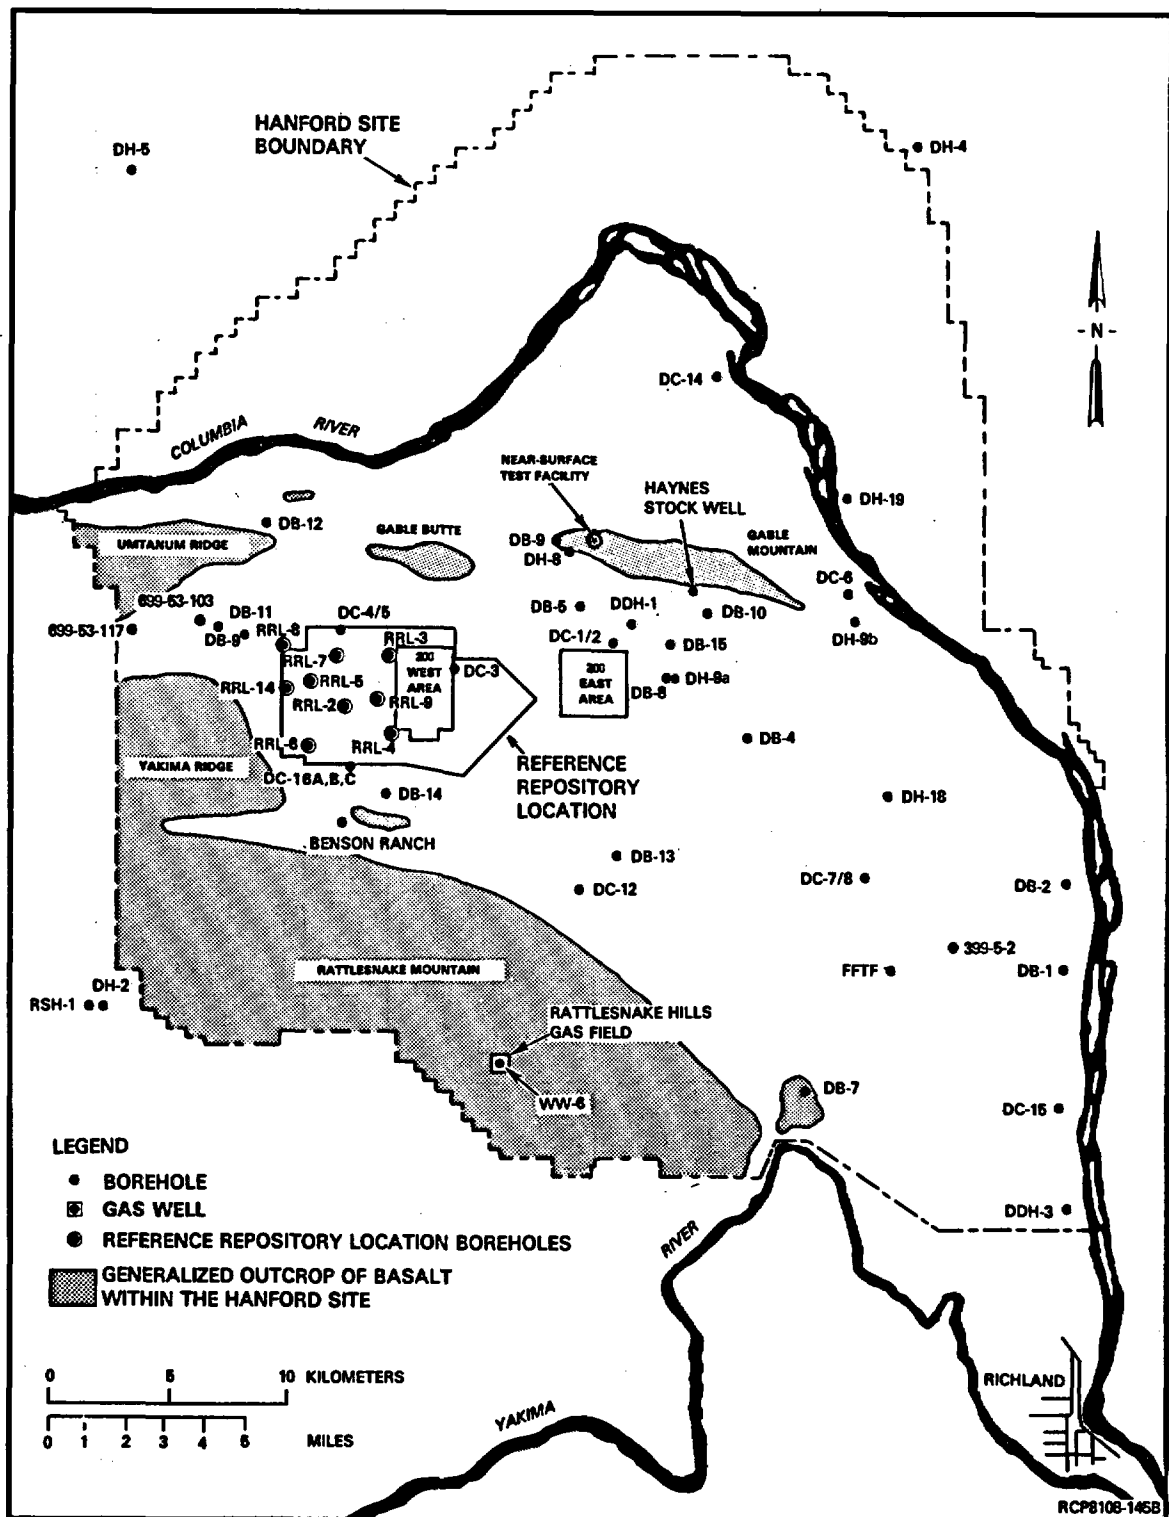 HANFORD SITE
BOUNDARY
DH-5
DH-4
- N -
DC-14
COLUMBIA
RIVER
NEAR-SURFACE
TEST FACILITY
HAYNES
STOCK WELL
DH-19
DB-12
UMTANUM RIDGE
GABLE BUTTE
DB-9
DH-8
GABLE
MOUNTAIN
DC-6
699-53-103
DB-11
DC-4/5
DB-5
DDH-1
DB-10
699-53-117
DB-9
RRL-8
RRL-3
DC-1/2
DB-15
DH-9b
RRL-7
200
WEST
AREA
DC-3
200
EAST
AREA
RRL-14
RRL-5
DB-8
DH-8a
RRL-2
RRL-9
RRL-6
RRL-4
DB-4
YAKIMA RIDGE
DC-16A,B,C
REFERENCE
REPOSITORY
LOCATION
DB-14
DH-18
BENSON RANCH
DB-13
DC-12
DC-7/8
DB-2
399-5-2
RATTLESNAKE MOUNTAIN
FFTF
DB-1
RSH-1
DH-2
RATTLESNAKE HILLS
GAS FIELD
WW-6
DB-7
DC-15
LEGEND
BOREHOLE
GAS WELL
REFERENCE REPOSITORY LOCATION BOREHOLES
GENERALIZED OUTCROP OF BASALT
WITHIN THE HANFORD SITE
DDH-3
RIVER
0 5 10 KILOMETERS
0 1 2 3 4 5 MILES
YAKIMA
RICHLAND
RCP8108-145B